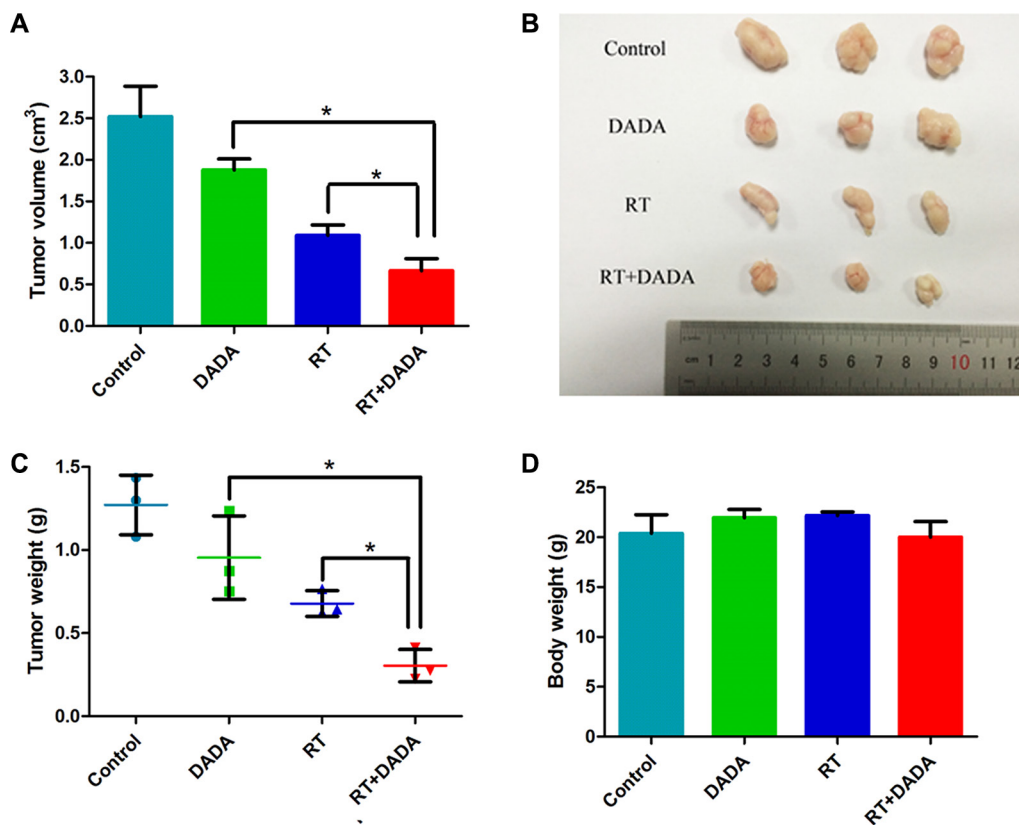 A
Tumor volume (cm³)
3.0
2.5
2.0
1.5
1.0
0.5
0.0
*
*
Control
DADA
RT
RT+DADA
B
Control
DADA
RT
RT+DADA
cm 1 2 3 4 5 6 7 8 9 10 11 12
C
Tumor weight (g)
1.5
1.0
0.5
0.0
*
*
Control
DADA
RT
RT+DADA
D
Body weight (g)
25
20
15
10
5
0
Control
DADA
RT
RT+DADA